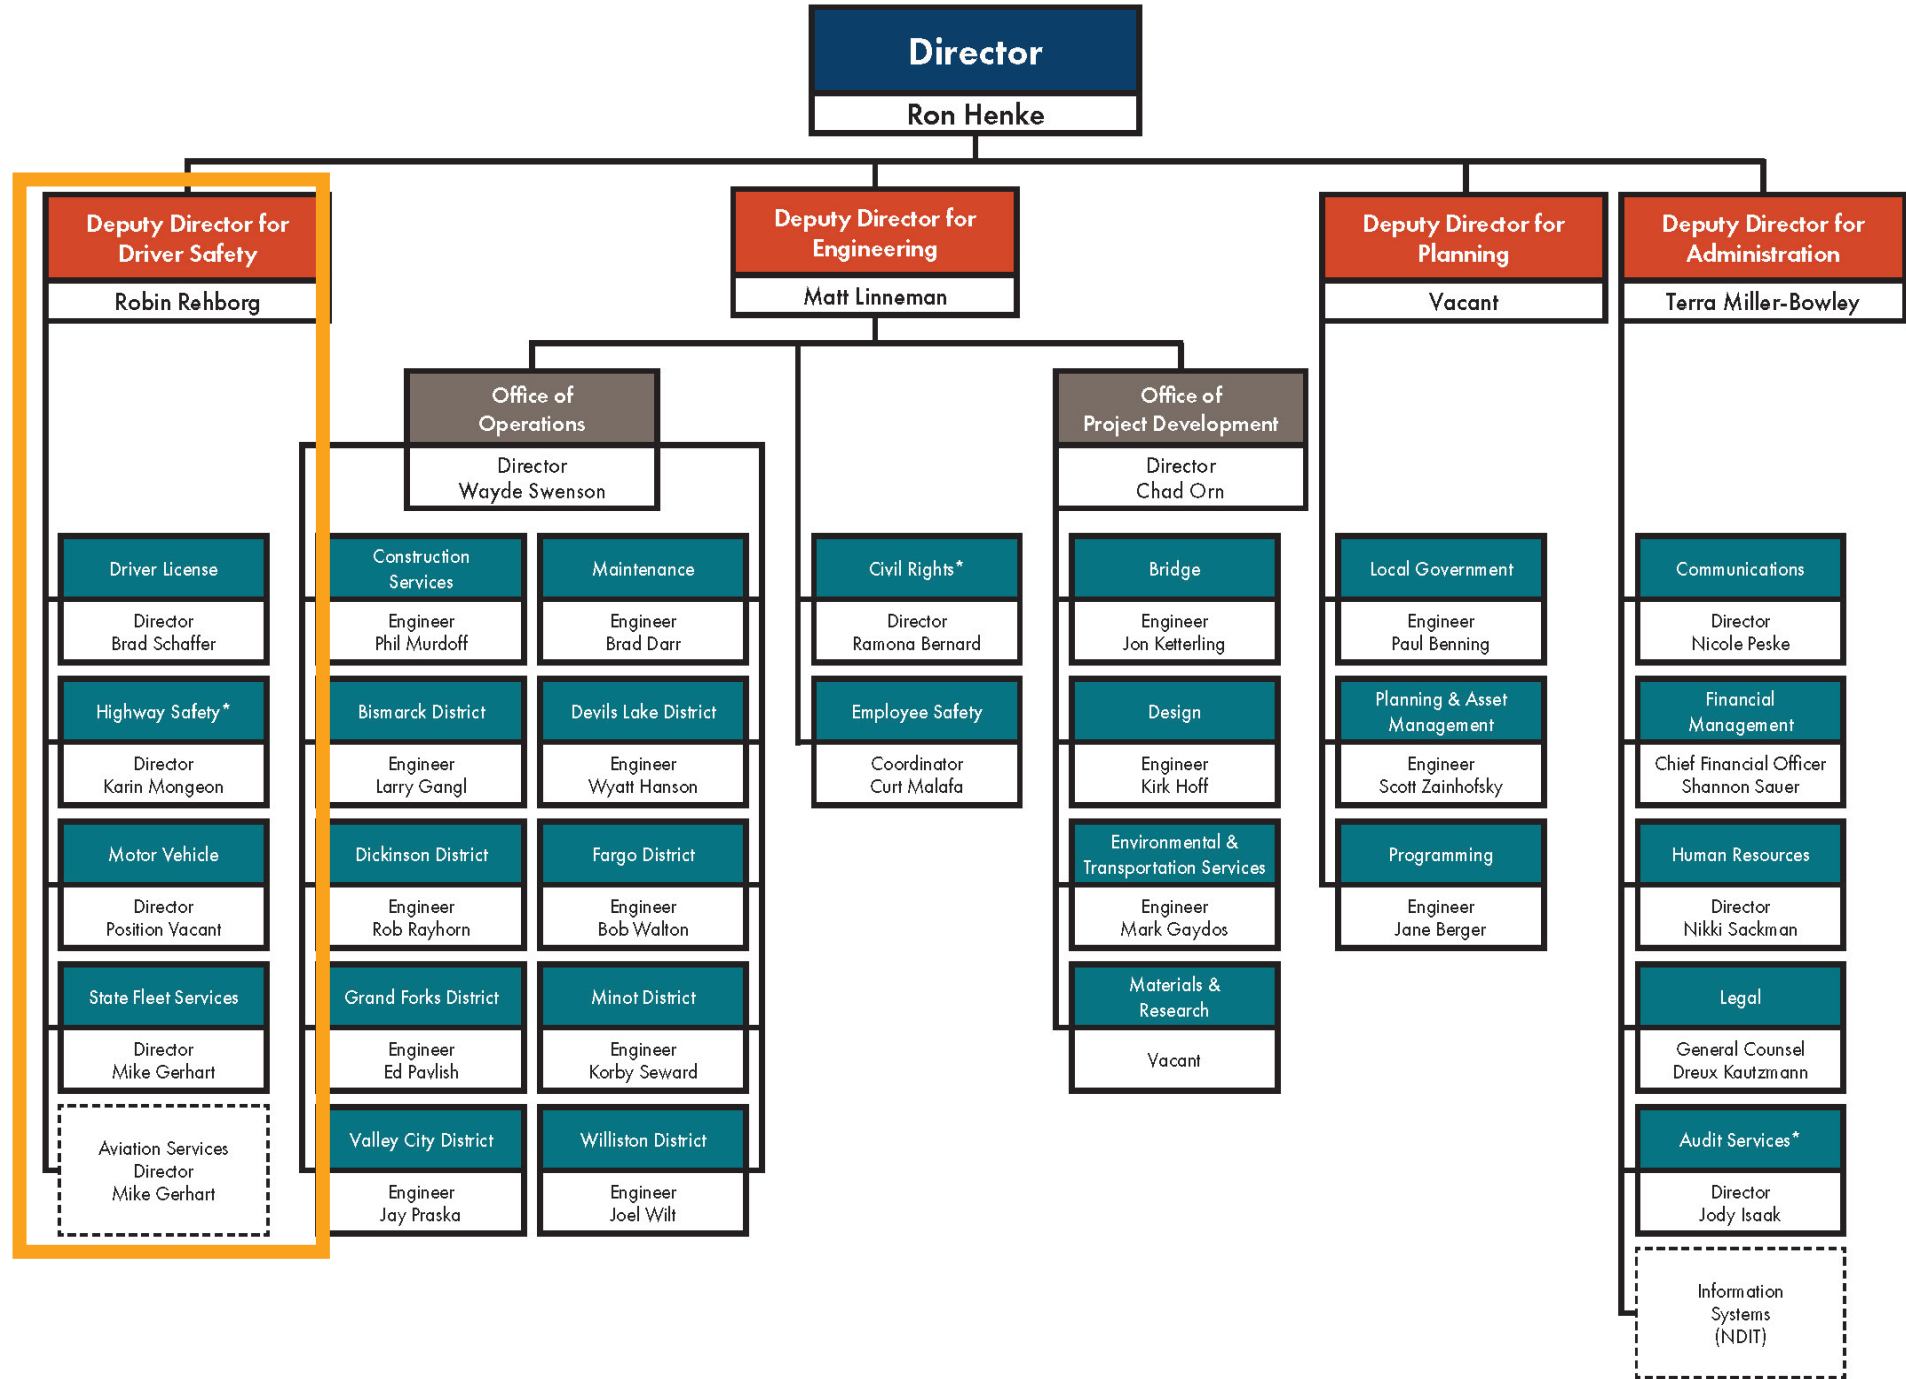 Director
Ron Henke
Deputy Director for
Driver Safety
Robin Rehborg
Deputy Director for
Engineering
Matt Linneman
Deputy Director for
Planning
Vacant
Deputy Director for
Administration
Terra Miller-Bowley
Office of
Operations
Director
Wayde Swenson
Office of
Project Development
Director
Chad Orn
Driver License
Director
Brad Schaffer
Highway Safety*
Director
Karin Mongeon
Motor Vehicle
Director
Position Vacant
State Fleet Services
Director
Mike Gerhart
Aviation Services
Director
Mike Gerhart
Construction
Services
Engineer
Phil Murdoff
Bismarck District
Engineer
Larry Gangl
Dickinson District
Engineer
Rob Rayhorn
Grand Forks District
Engineer
Ed Pavlish
Valley City District
Engineer
Jay Praska
Maintenance
Engineer
Brad Darr
Devils Lake District
Engineer
Wyatt Hanson
Fargo District
Engineer
Bob Walton
Minot District
Engineer
Korby Seward
Williston District
Engineer
Joel Wilt
Civil Rights*
Director
Ramona Bernard
Employee Safety
Coordinator
Curt Malafa
Bridge
Engineer
Jon Ketterling
Design
Engineer
Kirk Hoff
Environmental &
Transportation Services
Engineer
Mark Gaydos
Materials &
Research
Vacant
Local Government
Engineer
Paul Benning
Planning & Asset
Management
Engineer
Scott Zainhofsky
Programming
Engineer
Jane Berger
Communications
Director
Nicole Peske
Financial
Management
Chief Financial Officer
Shannon Sauer
Human Resources
Director
Nikki Sackman
Legal
General Counsel
Dreux Kautzmann
Audit Services*
Director
Jody Isaak
Information
Systems
(NDIT)